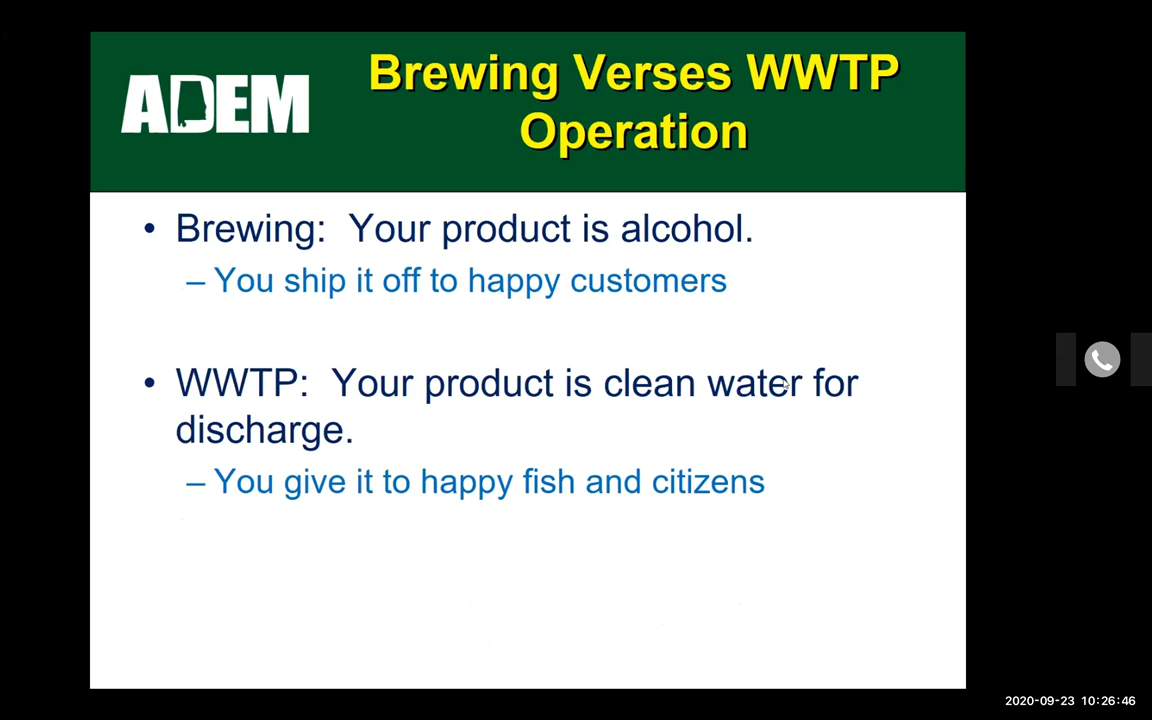 ADEM
Brewing Verses WWTP
Operation
• Brewing:  Your product is alcohol.
– You ship it off to happy customers
• WWTP:  Your product is clean water for
discharge.
– You give it to happy fish and citizens
2020-09-23 10:26:46